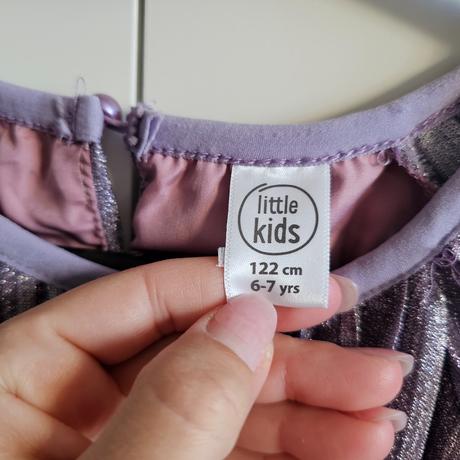 little
kids
122 cm
6-7 yrs